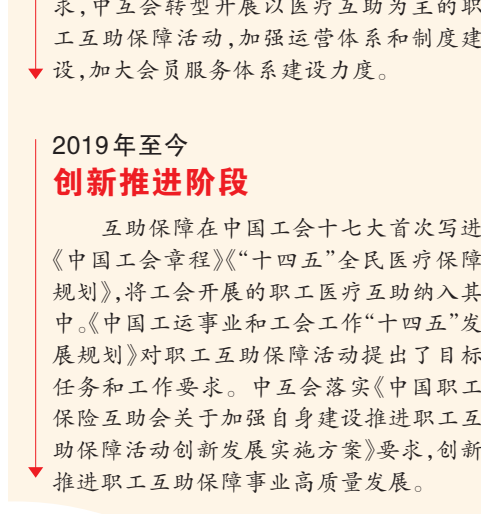 求,中互会转型开展以医疗互助为主的职
工互助保障活动,加强运营体系和制度建
设,加大会员服务体系建设力度。
2019年至今
创新推进阶段
互助保障在中国工会十七大首次写进
《中国工会章程》《“十四五”全民医疗保障
规划》,将工会开展的职工医疗互助纳入其
中。《中国工运事业和工会工作“十四五”发
展规划》对职工互助保障活动提出了目标
任务和工作要求。中互会落实《中国职工
保险互助会关于加强自身建设推进职工互
助保障活动创新发展实施方案》要求,创新
推进职工互助保障事业高质量发展。